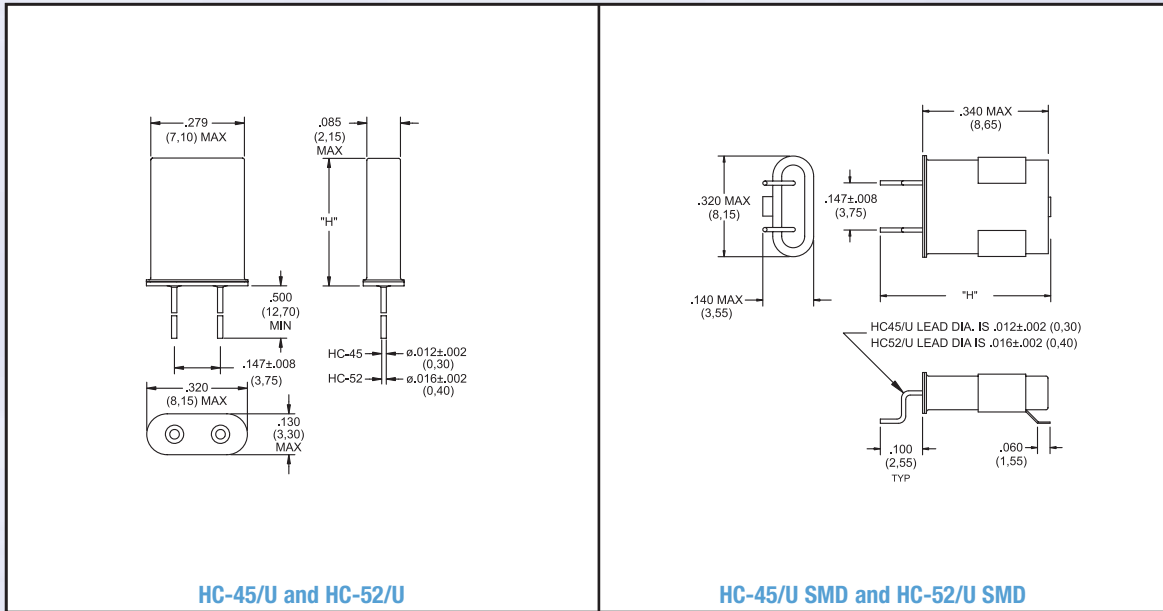 .279
(7,10) MAX
.085
(2,15)
MAX
"H"
.500
(12,70)
MIN
.147±.008
(3,75)
HC-45
ø.012±.002
(0,30)
HC-52
ø.016±.002
(0,40)
.320
(8,15) MAX
.130
(3,30)
MAX
HC-45/U and HC-52/U
.340 MAX
(8,65)
.320 MAX
(8,15)
.147±.008
(3,75)
.140 MAX
(3,55)
"H"
HC45/U LEAD DIA. IS .012±.002 (0,30)
HC52/U LEAD DIA IS .016±.002 (0,40)
.100
(2,55)
TYP
.060
(1,55)
HC-45/U SMD and HC-52/U SMD